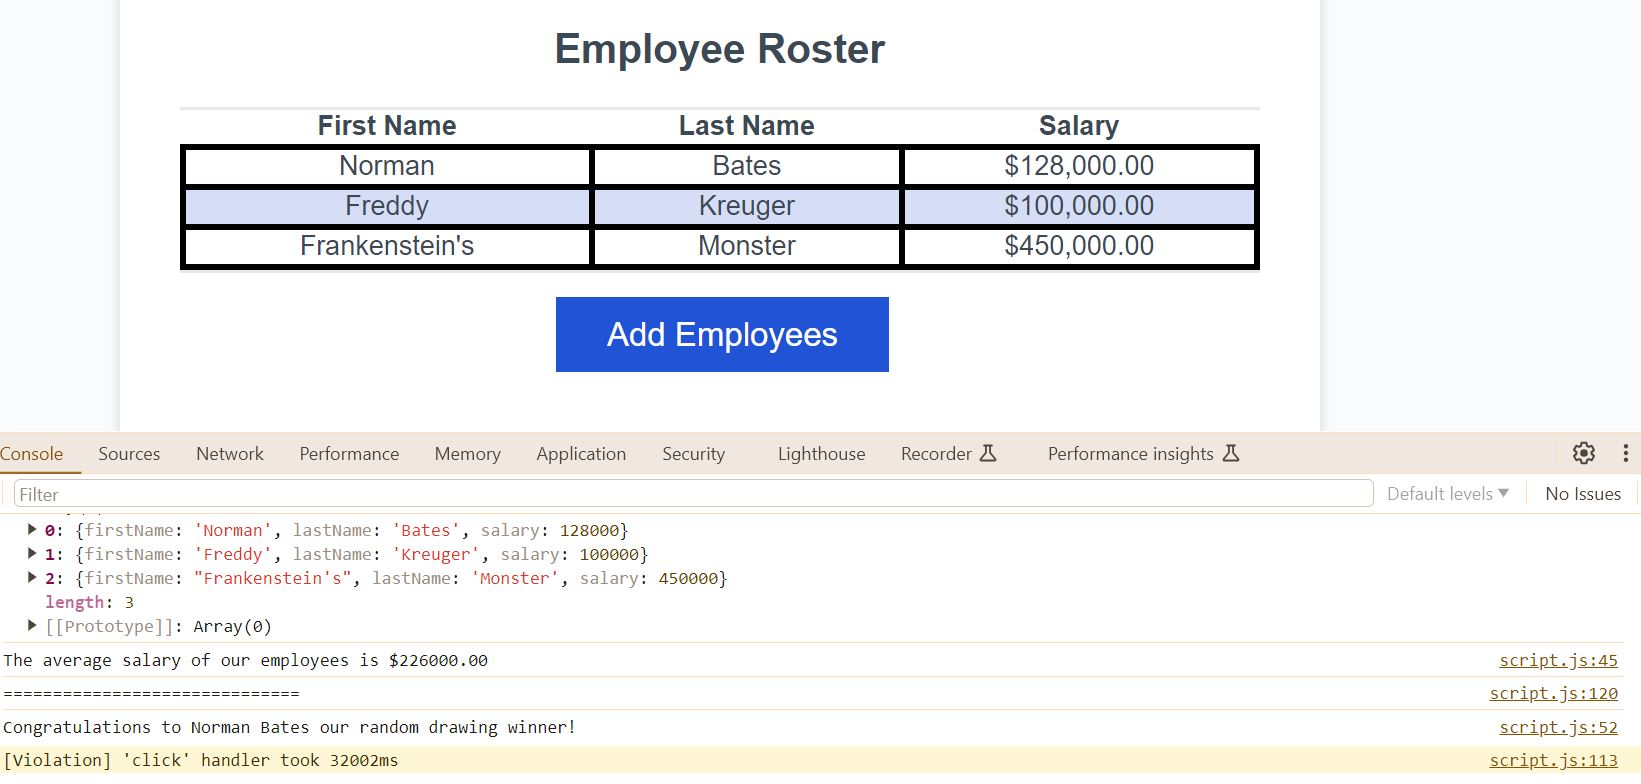 Employee Roster
First Name Last Name Salary
Norman Bates $128,000.00
Freddy Kreuger $100,000.00
Frankenstein's Monster $450,000.00
Add Employees
Console Sources Network Performance Memory Application Security Lighthouse Recorder Performance insights
Filter Default levels ▼ No Issues
▶ 0: {firstName: 'Norman', lastName: 'Bates', salary: 128000}
▶ 1: {firstName: 'Freddy', lastName: 'Kreuger', salary: 100000}
▶ 2: {firstName: "Frankenstein's", lastName: 'Monster', salary: 450000}
length: 3
▶ [[Prototype]]: Array(0)
The average salary of our employees is $226000.00 script.js:45
============================== script.js:120
Congratulations to Norman Bates our random drawing winner! script.js:52
[Violation] 'click' handler took 32002ms script.js:113